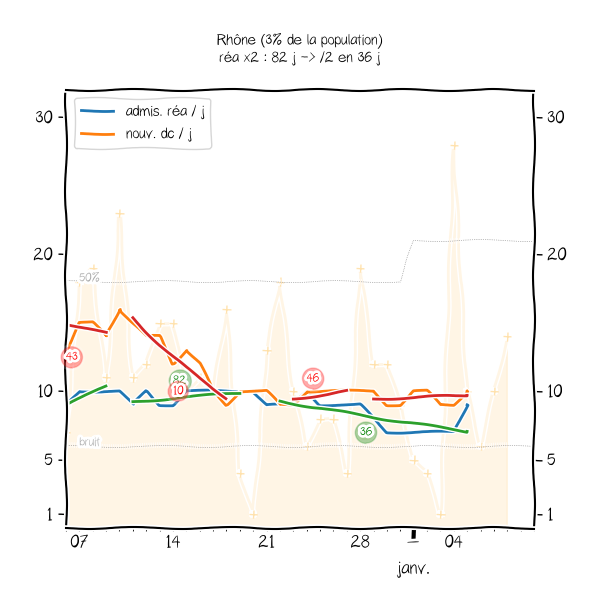 Rhône (3% de la population)
réa x2 : 82 j -> /2 en 36 j
admis. réa / j
nouv. dc / j
30
30
20
20
50%
43
82
10
46
36
10
10
bruit
5
5
1
1
07 14 21 28 04
janv.